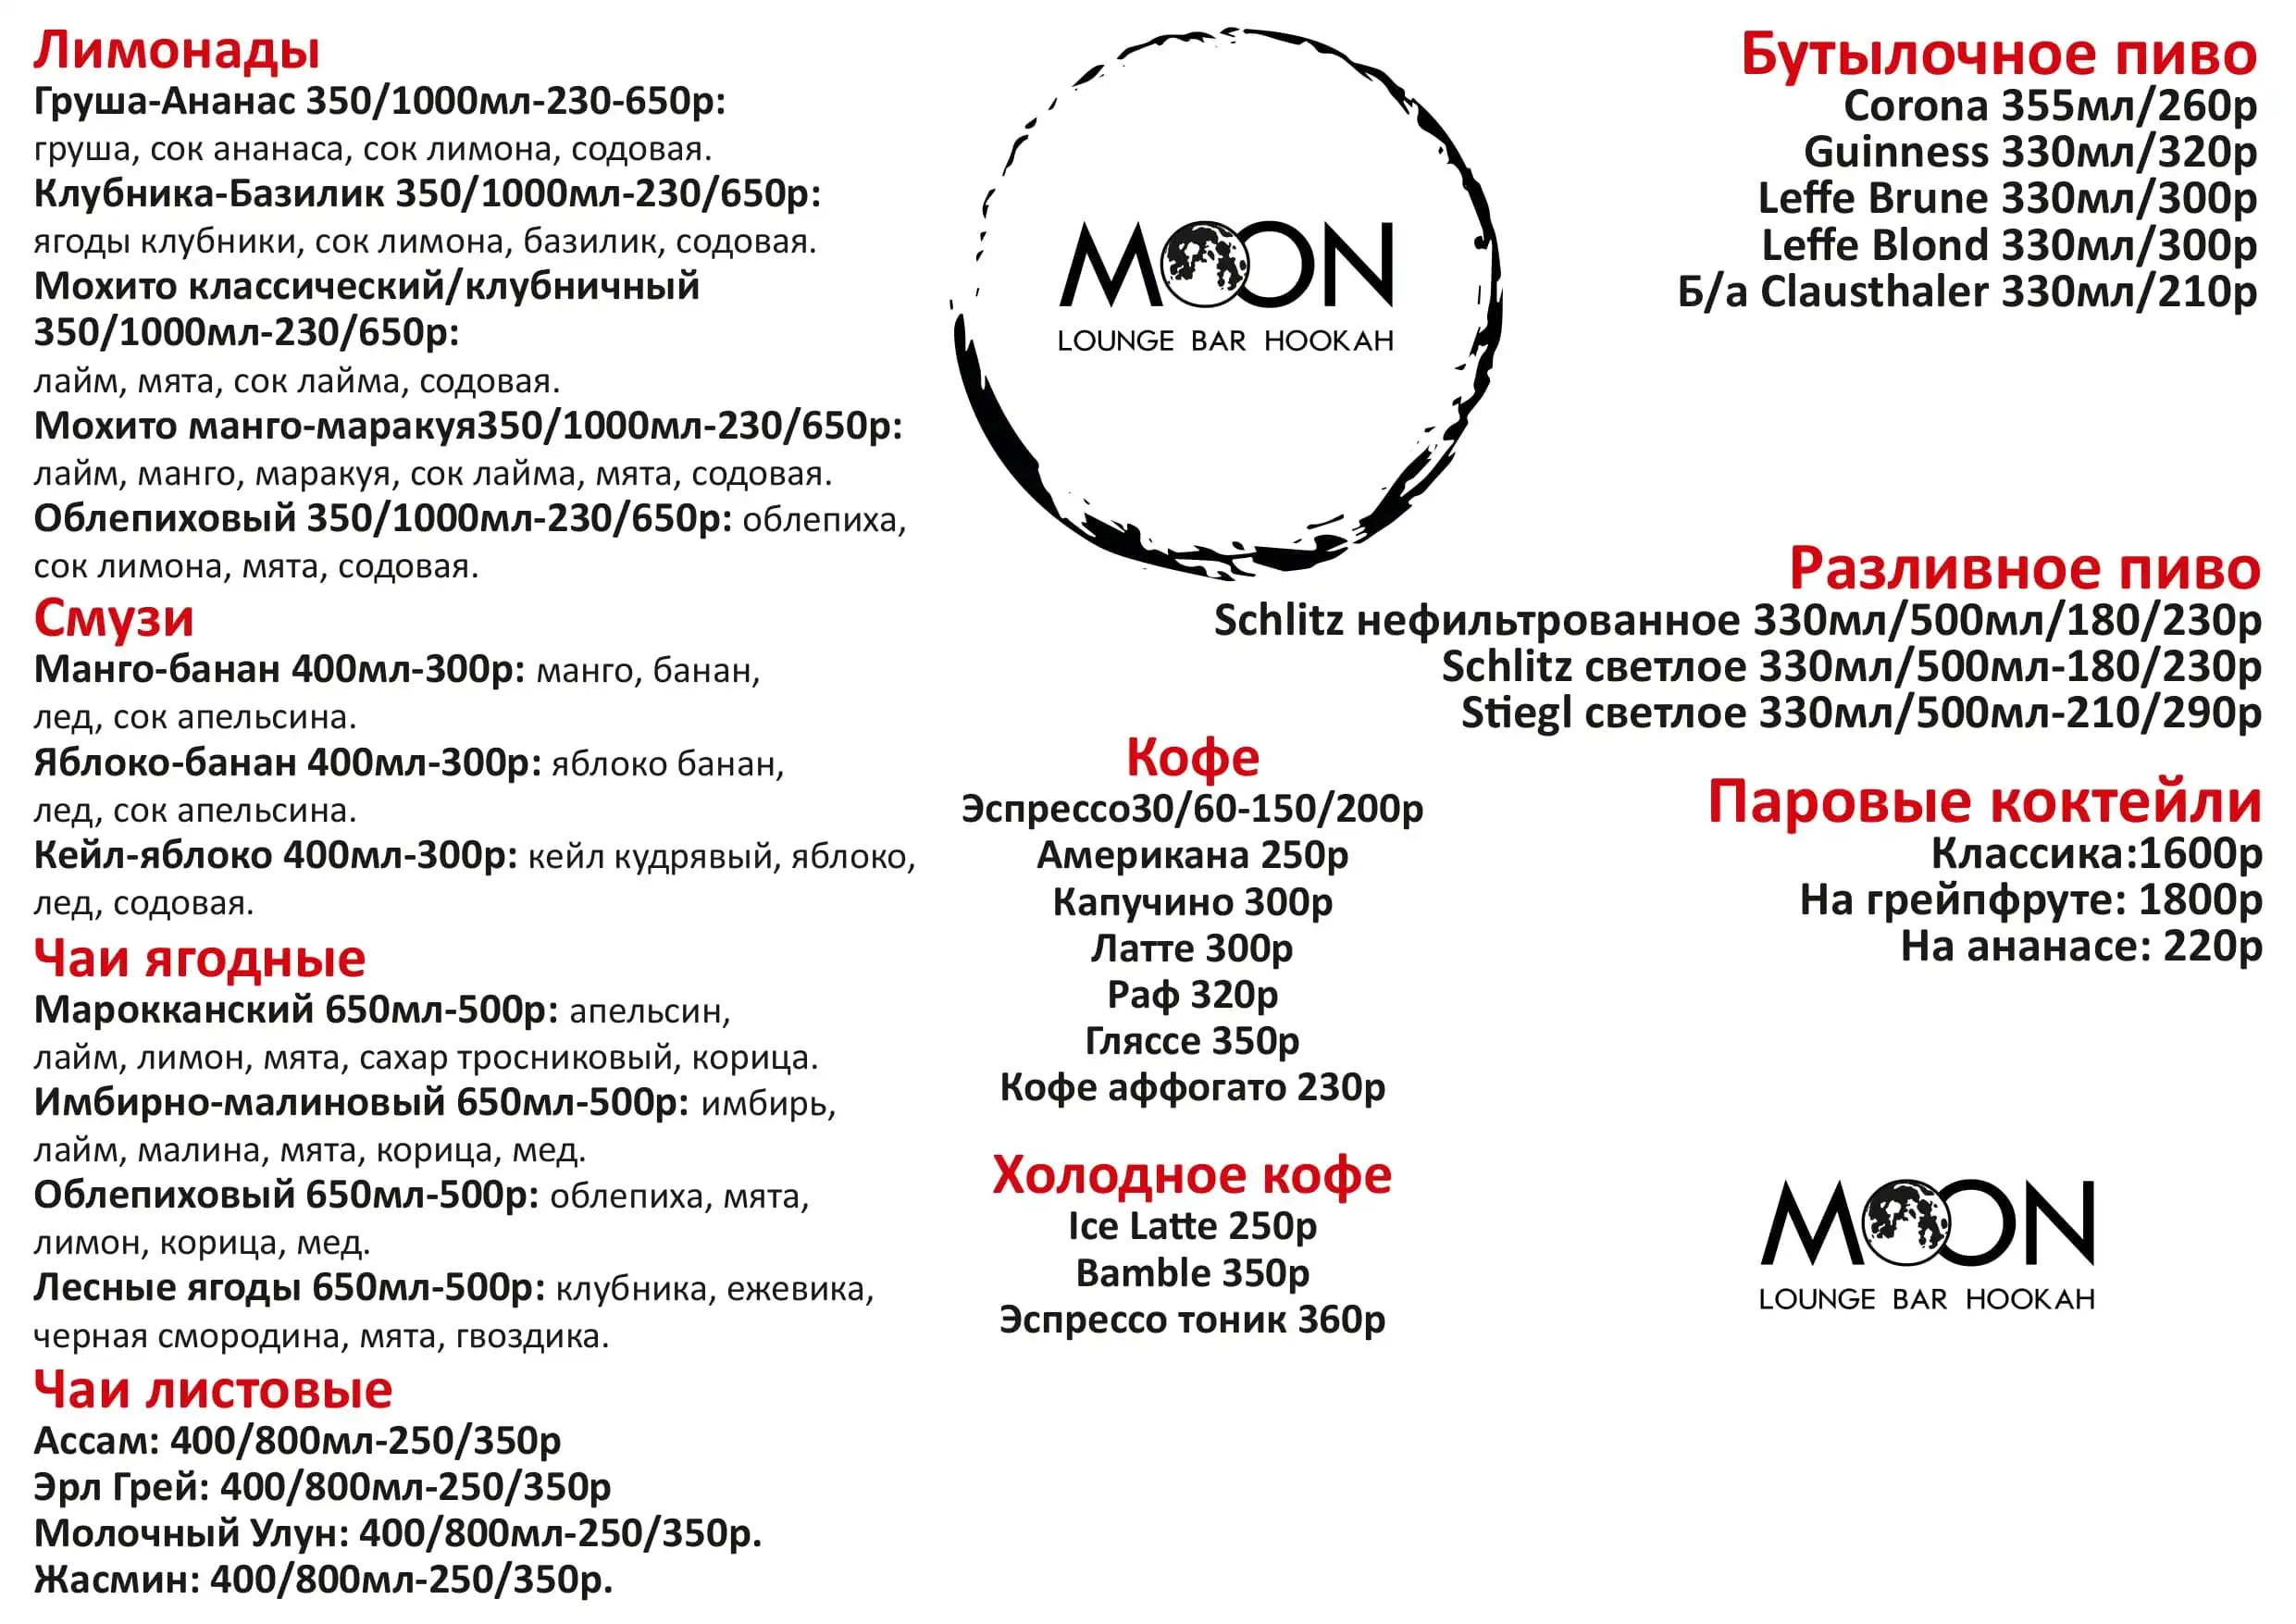 Лимонады
Груша-Ананас 350/1000мл-230-650р:
груша, сок ананаса, сок лимона, содовая.
Клубника-Базилик 350/1000мл-230/650р:
ягоды клубники, сок лимона, базилик, содовая.
Мохито классический/клубничный
350/1000мл-230/650р:
лайм, мята, сок лайма, содовая.
Мохито манго-маракуя350/1000мл-230/650р:
лайм, манго, маракуя, сок лайма, мята, содовая.
Облепиховый 350/1000мл-230/650р: облепиха,
сок лимона, мята, содовая.
Смузи
Манго-банан 400мл-300р: манго, банан,
лед, сок апельсина.
Яблоко-банан 400мл-300р: яблоко банан,
лед, сок апельсина.
Кейл-яблоко 400мл-300р: кейл кудрявый, яблоко,
лед, содовая.
Чаи ягодные
Марокканский 650мл-500р: апельсин,
лайм, лимон, мята, сахар тросниковый, корица.
Имбирно-малиновый 650мл-500р: имбирь,
лайм, малина, мята, корица, мед.
Облепиховый 650мл-500р: облепиха, мята,
лимон, корица, мед.
Лесные ягоды 650мл-500р: клубника, ежевика,
черная смородина, мята, гвоздика.
Чаи листовые
Ассам: 400/800мл-250/350р
Эрл Грей: 400/800мл-250/350р
Молочный Улун: 400/800мл-250/350р.
Жасмин: 400/800мл-250/350р.
MOON
LOUNGE BAR HOOKAH
Кофе
Эспрессо30/60-150/200р
Американа 250р
Капучино 300р
Латте 300р
Раф 320р
Гляссе 350р
Кофе аффогато 230р
Холодное кофе
Ice Latte 250р
Bamble 350р
Эспрессо тоник 360р
Бутылочное пиво
Corona 355мл/260р
Guinness 330мл/320р
Leffe Brune 330мл/300р
Leffe Blond 330мл/300р
Б/а Clausthaler 330мл/210р
Разливное пиво
Schlitz нефильтрованное 330мл/500мл/180/230р
Schlitz светлое 330мл/500мл-180/230р
Stiegl светлое 330мл/500мл-210/290р
Паровые коктейли
Классика:1600р
На грейпфруте: 1800р
На ананасе: 220р
MOON
LOUNGE BAR HOOKAH